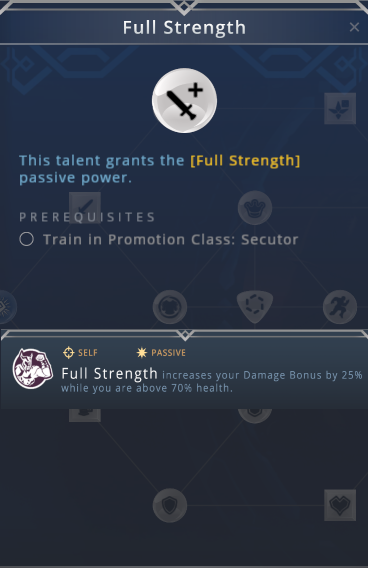 Full Strength
This talent grants the [Full Strength]
passive power.
PREREQUISITES
Train in Promotion Class: Secutor
SELF PASSIVE
Full Strength increases your Damage Bonus by 25%
while you are above 70% health.